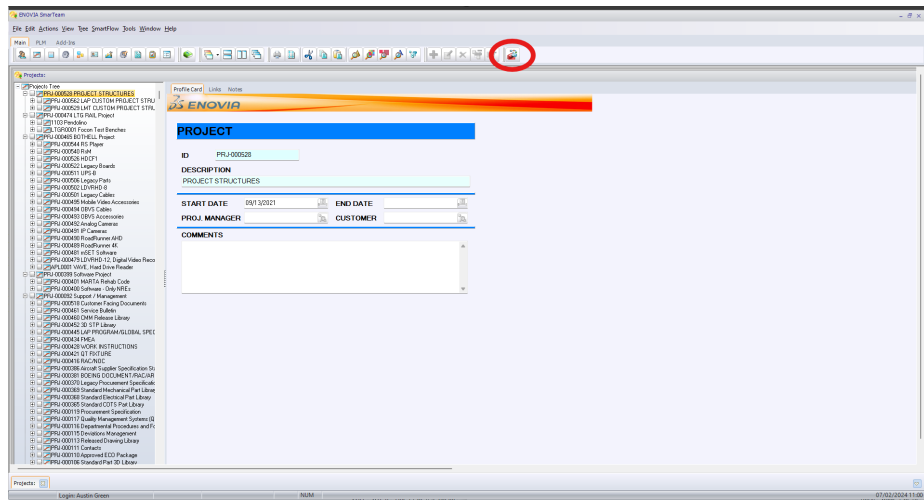 ENOVIA SmarTeam
File Edit Actions View Tree SmartFlow Tools Window Help
Main PLM Add-Ins
Projects:
Projects Tree
PRJ-000528 PROJECT STRUCTURES
PRJ-000562 LAP CUSTOM PROJECT STRU
PRJ-000529 LMT CUSTOM PROJECT STRL
PRJ-000474 LTG RAIL Project
1103 Pendolino
LTGR0001 Focon Test Benches
PRJ-000465 BOTHELL Project
PRJ-000544 RS Player
PRJ-000540 RsM
PRJ-000526 HDCF1
PRJ-000522 Legacy Boards
PRJ-000511 UPS-B
PRJ-000506 Legacy Parts
PRJ-000502 LDVRHD-8
PRJ-000501 Legacy Cables
PRJ-000495 Mobile Video Accessories
PRJ-000494 OBVS Cables
PRJ-000493 OBVS Accessories
PRJ-000492 Analog Cameras
PRJ-000491 IP Cameras
PRJ-000490 RoadRunner AHD
PRJ-000489 RoadRunner 4K
PRJ-000481 mSET Software
PRJ-000479 LDVRHD-12, Digital Video Reco
APL0001 VAVE, Hard Drive Reader
PRJ-000399 Software Project
PRJ-000401 MARTA Rehab Code
PRJ-000400 Software - Only NREs
PRJ-000092 Support / Management
PRJ-000518 Customer Facing Documents
PRJ-000461 Service Bulletin
PRJ-000460 CMM Release Library
PRJ-000452 3D STP Library
PRJ-000445 LAP PROGRAM/GLOBAL SPEC
PRJ-000434 FMEA
PRJ-000428 WORK INSTRUCTIONS
PRJ-000421 QT FIXTURE
PRJ-000416 RAC/NOC
PRJ-000386 Aircraft Supplier Specification St
PRJ-000381 BOEING DOCUMENT/RAC/AR
PRJ-000370 Legacy Procurement Specificatic
PRJ-000369 Standard Mechanical Part Librar
PRJ-000368 Standard Electrical Part Library
PRJ-000365 Standard COTS Part Library
PRJ-000119 Procurement Specification
PRJ-000117 Quality Management Systems (Q
PRJ-000116 Departmental Procedures and Fo
PRJ-000115 Deviations Management
PRJ-000113 Released Drawing Library
PRJ-000111 Contacts
PRJ-000110 Approved ECO Package
PRJ-000106 Standard Part 3D Library
Profile Card Links Notes
ENOVIA
PROJECT
ID PRJ-000528
DESCRIPTION
PROJECT STRUCTURES
START DATE 09/13/2021 END DATE
PROJ. MANAGER CUSTOMER
COMMENTS
Projects:
Login: Austin Green NUM 07/02/2024 11:00